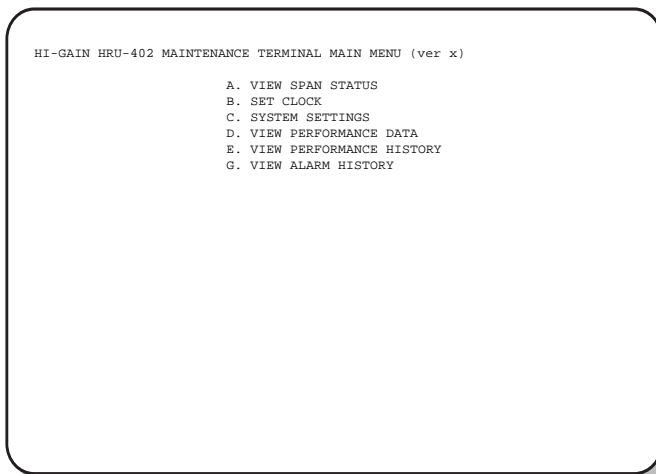 HI-GAIN HRU-402 MAINTENANCE TERMINAL MAIN MENU (ver x)
A. VIEW SPAN STATUS
B. SET CLOCK
C. SYSTEM SETTINGS
D. VIEW PERFORMANCE DATA
E. VIEW PERFORMANCE HISTORY
G. VIEW ALARM HISTORY